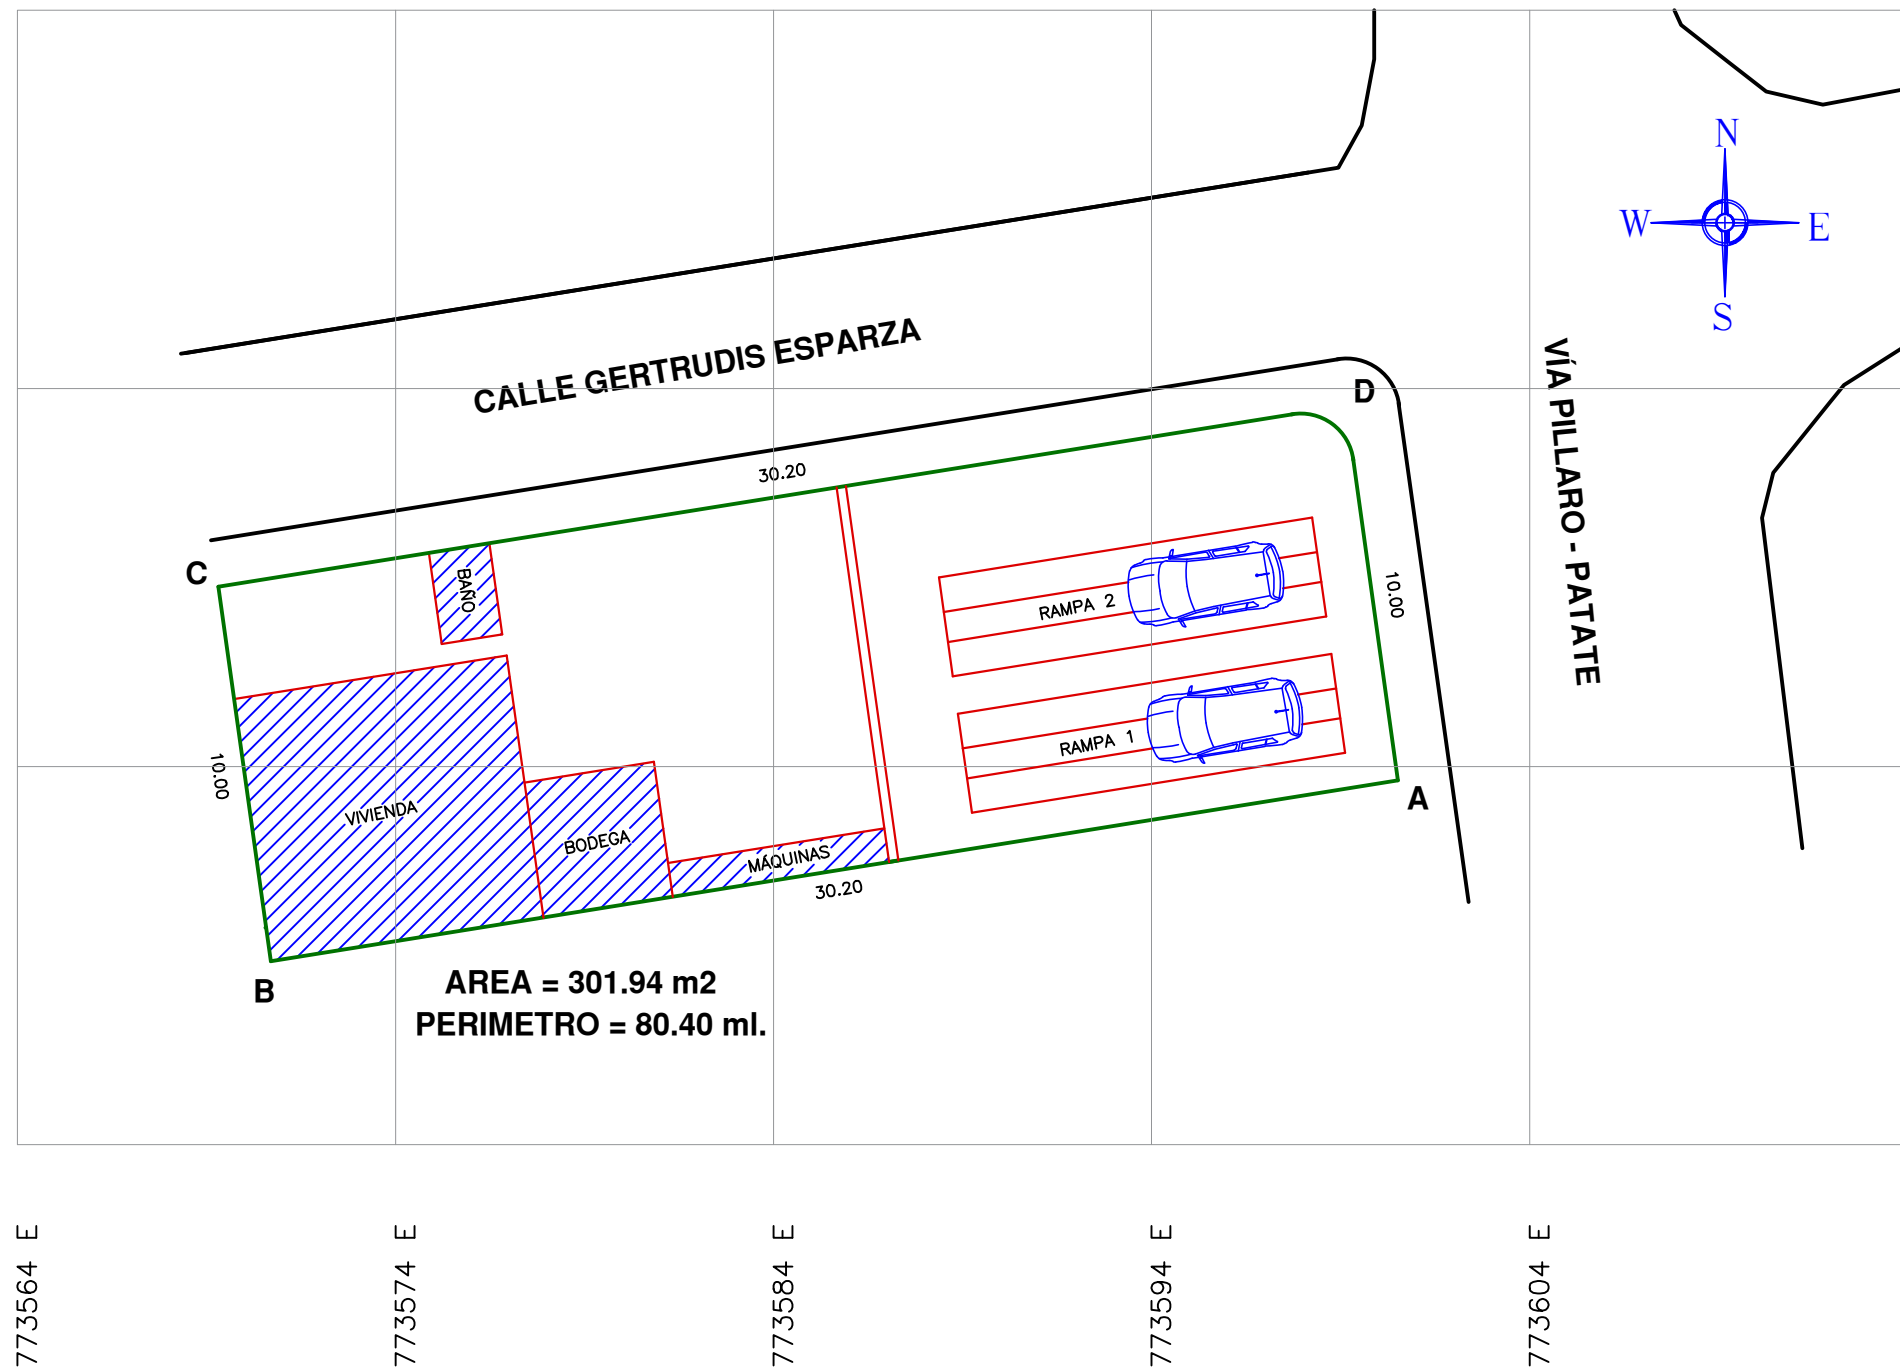 N
W
E
S
CALLE GERTRUDIS ESPARZA
VÍA PILLARO - PATATE
D
30.20
C
BAÑO
10.00
RAMPA 2
RAMPA 1
10.00
A
VIVIENDA
BODEGA
MÁQUINAS
30.20
B
AREA = 301.94 m2
PERIMETRO = 80.40 ml.
773564 E
773574 E
773584 E
773594 E
773604 E